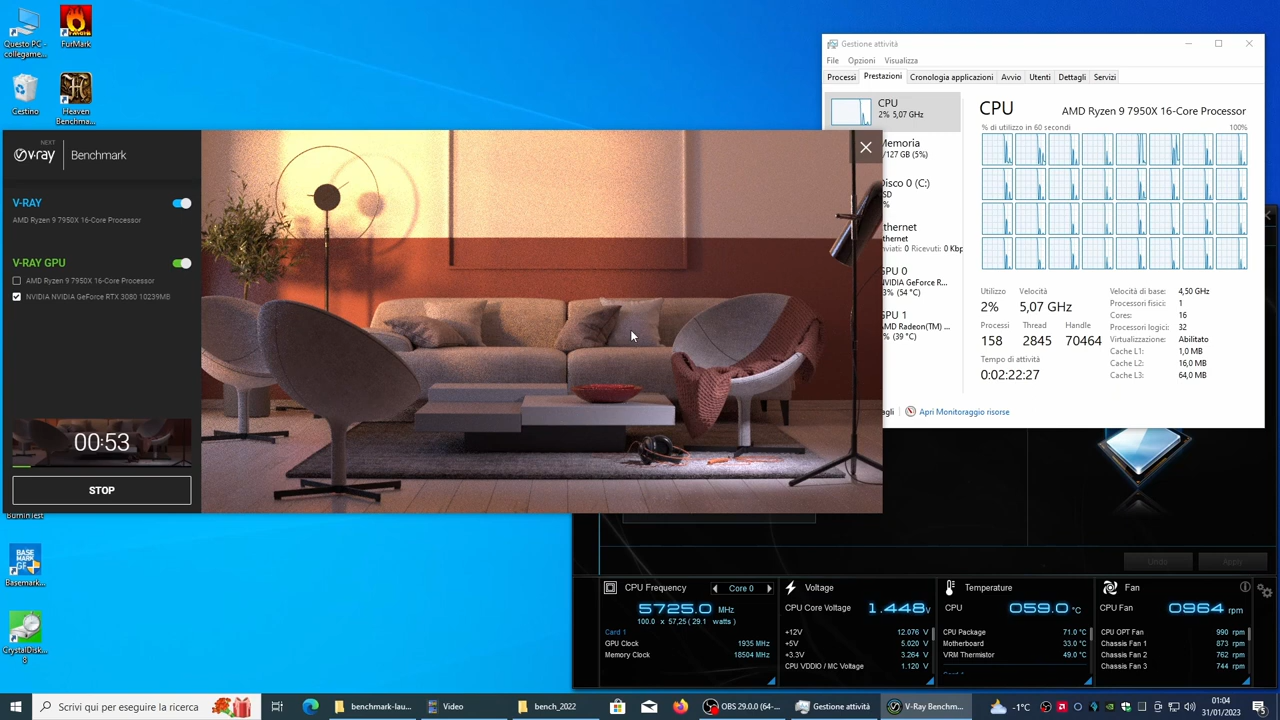 Questo PC -
collegame...
FurMark
Gestino
Heaven
Benchma...
NEXT
v-ray
Benchmark
V-RAY
AMD Ryzen 9 7950X 16-Core Processor
V-RAY GPU
AMD Ryzen 9 7950X 16-Core Processor
NVIDIA NVIDIA GeForce RTX 3080 10239MB
00:53
STOP
BurnInTest
BASE
MARK
Basemark...
CrystalDisk...
8
Gestione attività
File Opzioni Visualizza
Processi Prestazioni Cronologia applicazioni Avvio Utenti Dettagli Servizi
CPU
2% 5,07 GHz
Memoria
/127 GB (5%)
Disco 0 (C:)
SSD
%
Ethernet
Ethernet
nviati: 0 Ricevuti: 0 Kbp
GPU 0
NVIDIA GeForce R...
3% (54 °C)
GPU 1
AMD Radeon(TM) ...
% (39 °C)
CPU
AMD Ryzen 9 7950X 16-Core Processor
% di utilizzo in 60 secondi
100%
Utilizzo Velocità
2% 5,07 GHz
Processi Thread Handle
158 2845 70464
Tempo di attività
0:02:22:27
Velocità di base: 4,50 GHz
Processori fisici: 1
Cores: 16
Processori logici: 32
Virtualizzazione: Abilitato
Cache L1: 1,0 MB
Cache L2: 16,0 MB
Cache L3: 64,0 MB
agli
Apri Monitoraggio risorse
Undo
Apply
CPU Frequency
Core 0
5725.0 MHz
100.0 x 57,25 ( 29.1 watts )
Card 1
GPU Clock 1935 MHz
Memory Clock 18504 MHz
Voltage
CPU Core Voltage 1.448 V
+12V 12.076 V
+5V 5.020 V
+3.3V 3.264 V
CPU VDDIO / MC Voltage 1.120 V
Temperature
CPU 059.0 °C
CPU Package 71.0 °C
Motherboard 33.0 °C
VRM Thermistor 49.0 °C
Fan
CPU Fan 0964 rpm
CPU OPT Fan 990 rpm
Chassis Fan 1 873 rpm
Chassis Fan 2 762 rpm
Chassis Fan 3 744 rpm
Scrivi qui per eseguire la ricerca
benchmark-lau...
Video
bench_2022
OBS 29.0.0 (64-...
Gestione attività
V-Ray Benchm...
-1°C
01:04
31/01/2023